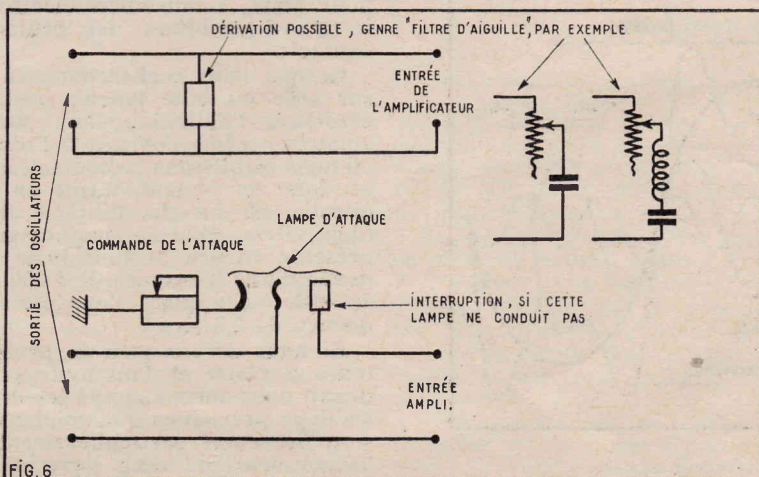 DÉRIVATION POSSIBLE, GENRE "FILTRE D'AIGUILLE", PAR EXEMPLE
ENTRÉE
DE
L'AMPLIFICATEUR
SORTIE DES OSCILLATEURS
LAMPE D'ATTAQUE
COMMANDE DE L'ATTAQUE
INTERRUPTION, SI CETTE
LAMPE NE CONDUIT PAS
ENTRÉE
AMPLI.
FIG. 6